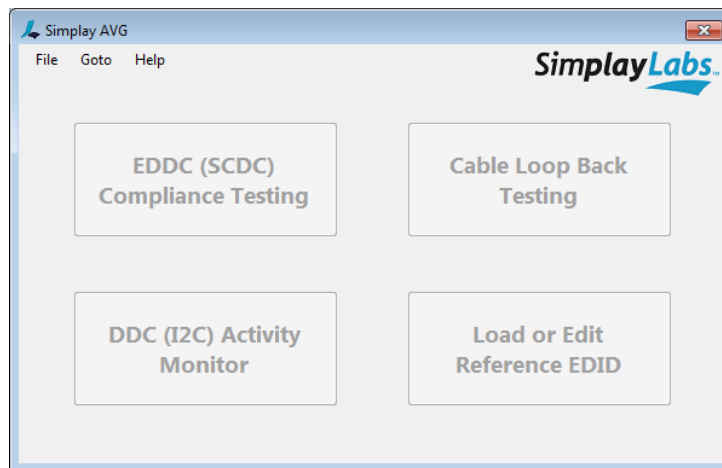 Simplay AVG
File Goto Help
SimplayLabs™
EDDC (SCDC)
Compliance Testing
Cable Loop Back
Testing
DDC (I2C) Activity
Monitor
Load or Edit
Reference EDID